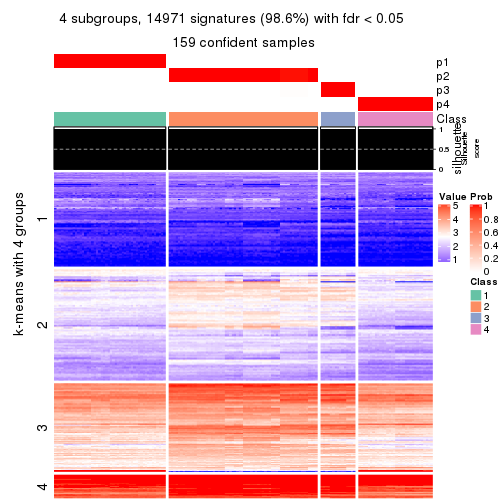 4 subgroups, 14971 signatures (98.6%) with fdr < 0.05
159 confident samples
p1
p2
p3
p4
Class
silhouette
Silhouette
score
1
0.5
0
k-means with 4 groups
1
2
3
4
Value
5
4
3
2
1
Prob
1
0.8
0.6
0.4
0.2
0
Class
1
2
3
4